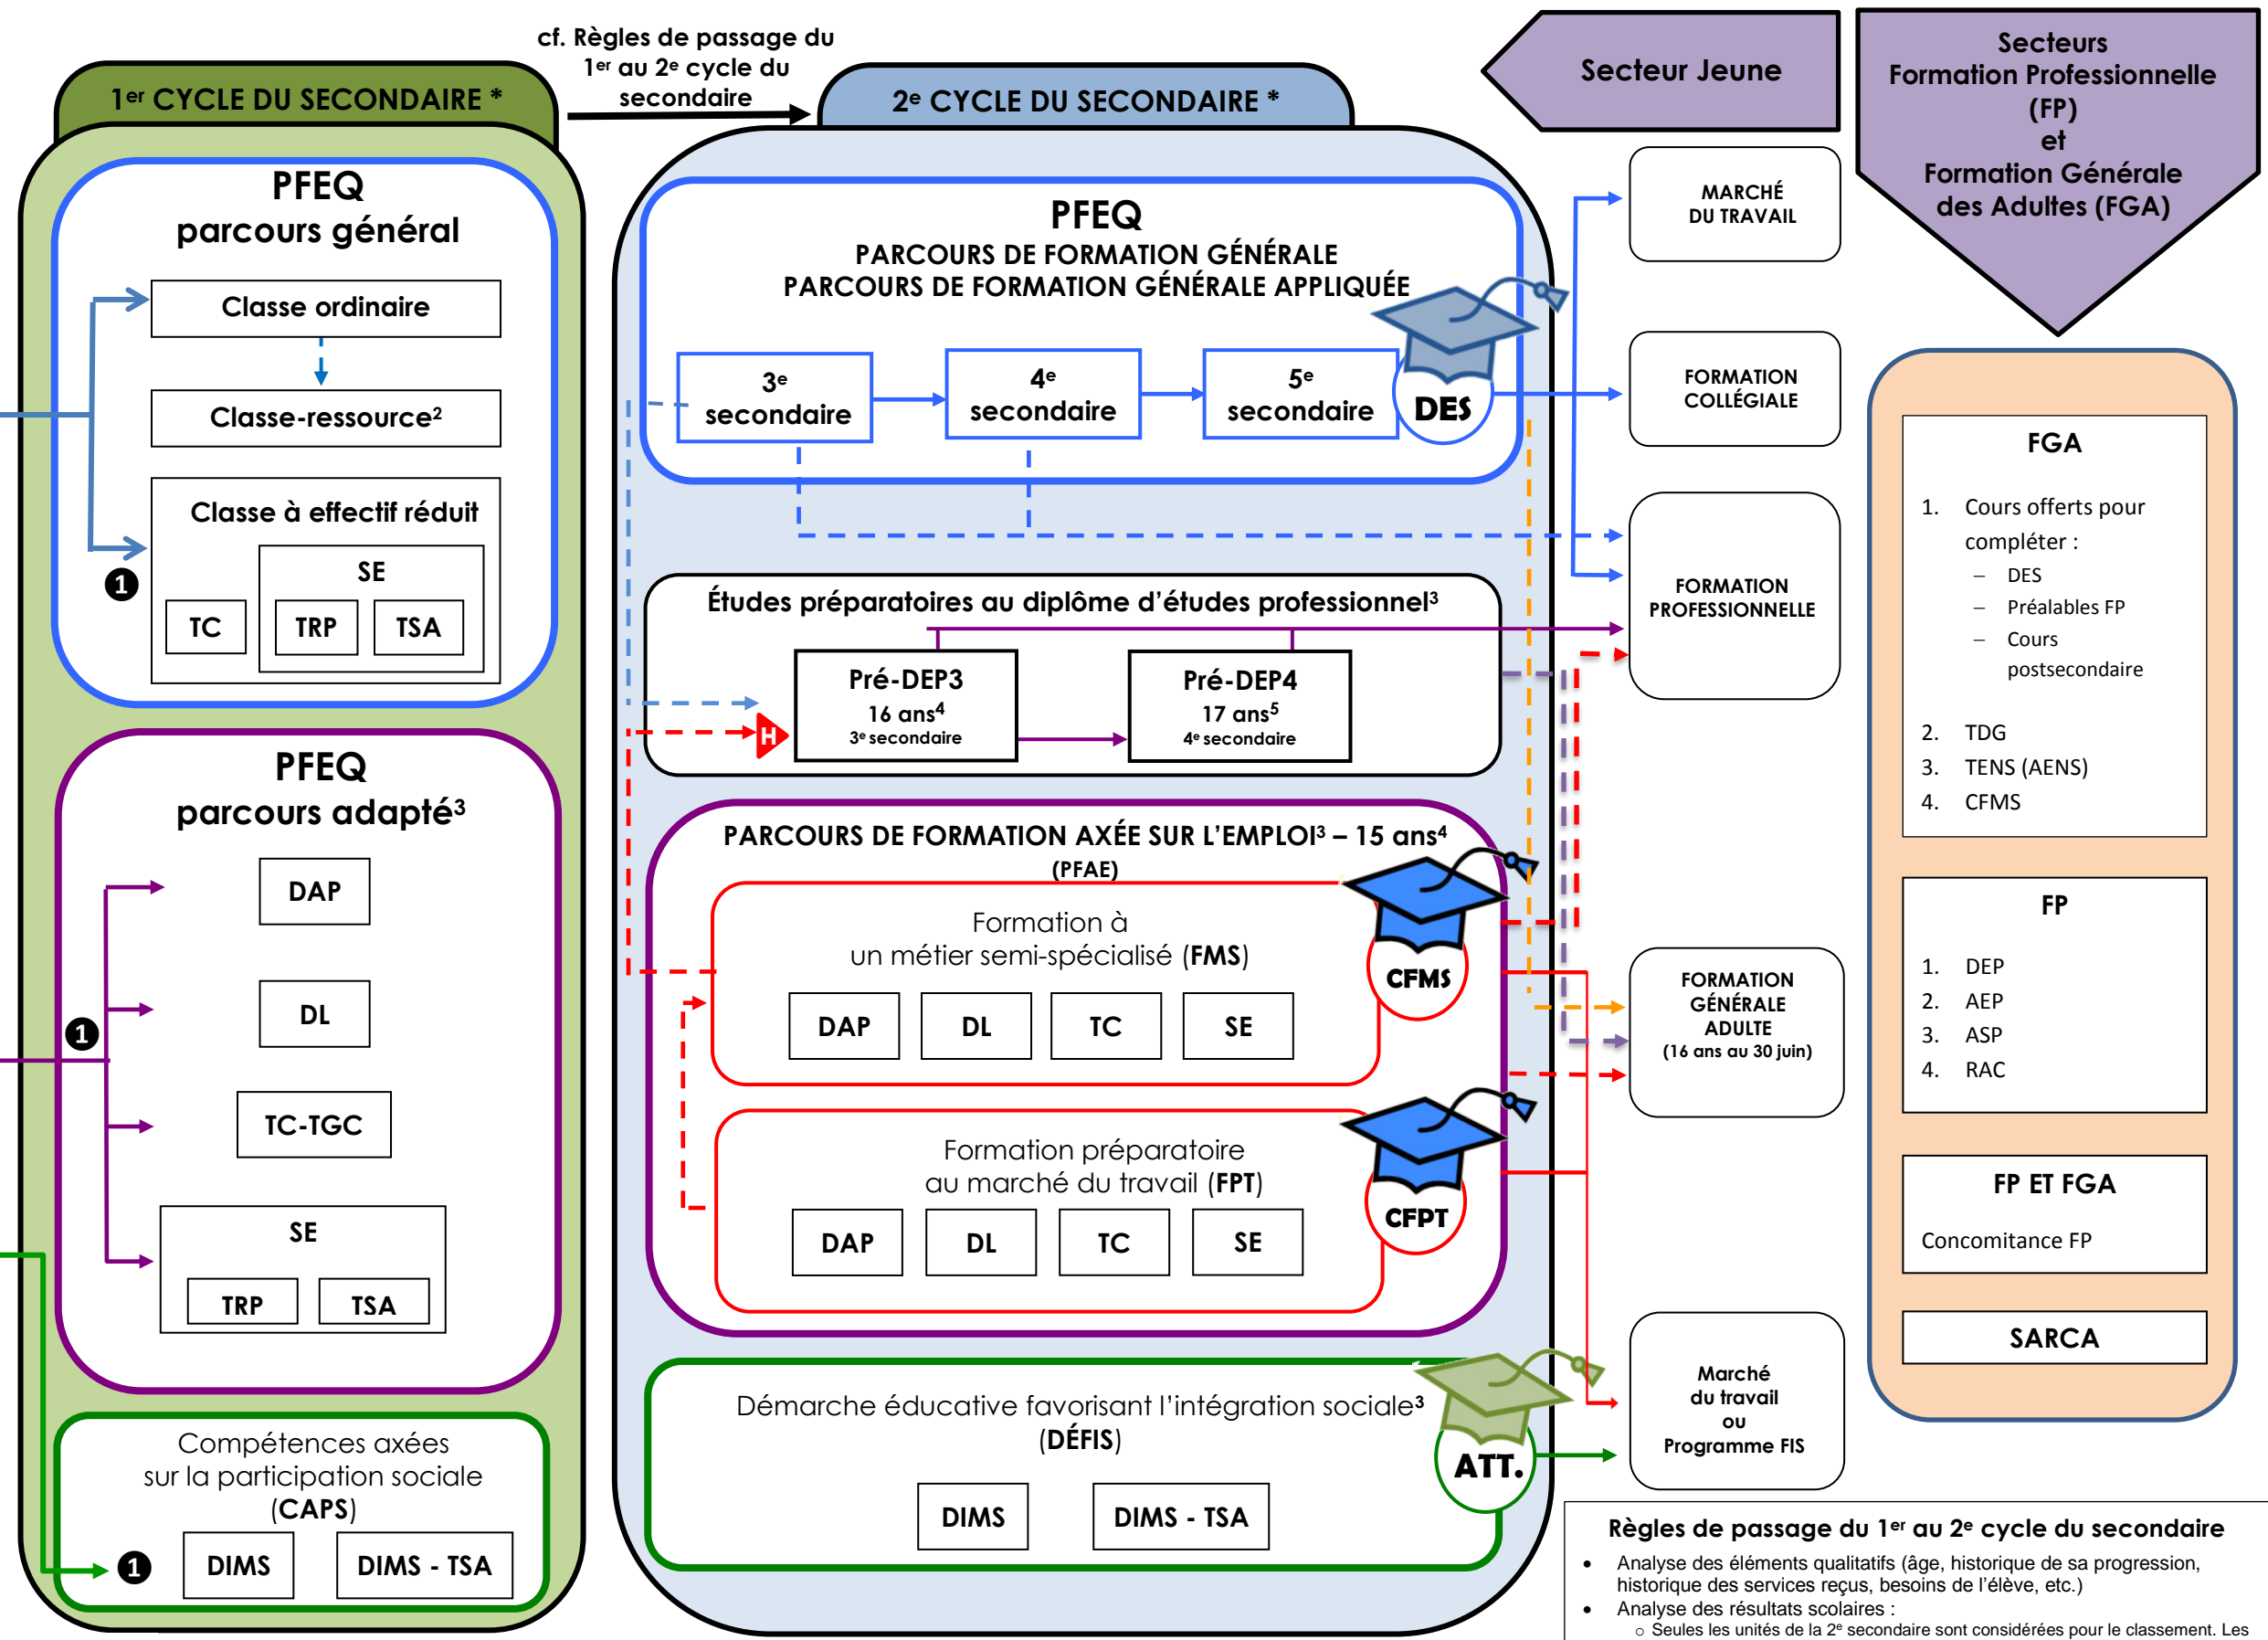 cf. Règles de passage du
1er au 2e cycle du
secondaire
1er CYCLE DU SECONDAIRE *
PFEQ
parcours général
Classe ordinaire
Classe-ressource2
Classe à effectif réduit
SE
TC
TRP
TSA
1
PFEQ
parcours adapté3
DAP
DL
1
TC-TGC
SE
TRP
TSA
Compétences axées
sur la participation sociale
(CAPS)
1
DIMS
DIMS - TSA
2e CYCLE DU SECONDAIRE *
PFEQ
PARCOURS DE FORMATION GÉNÉRALE
PARCOURS DE FORMATION GÉNÉRALE APPLIQUÉE
3e
secondaire
4e
secondaire
5e
secondaire
DES
Études préparatoires au diplôme d'études professionnel3
H
Pré-DEP3
16 ans4
3e secondaire
Pré-DEP4
17 ans5
4e secondaire
PARCOURS DE FORMATION AXÉE SUR L'EMPLOI3 – 15 ans4
(PFAE)
Formation à
un métier semi-spécialisé (FMS)
CFMS
DAP
DL
TC
SE
Formation préparatoire
au marché du travail (FPT)
CFPT
DAP
DL
TC
SE
Démarche éducative favorisant l'intégration sociale3
(DÉFIS)
ATT.
DIMS
DIMS - TSA
Secteur Jeune
MARCHÉ
DU TRAVAIL
FORMATION
COLLÉGIALE
FORMATION
PROFESSIONNELLE
FORMATION
GÉNÉRALE
ADULTE
(16 ans au 30 juin)
Marché
du travail
ou
Programme FIS
Secteurs
Formation Professionnelle
(FP)
et
Formation Générale
des Adultes (FGA)
FGA
1. Cours offerts pour
compléter :
– DES
– Préalables FP
– Cours
postsecondaire
2. TDG
3. TENS (AENS)
4. CFMS
FP
1. DEP
2. AEP
3. ASP
4. RAC
FP ET FGA
Concomitance FP
SARCA
Règles de passage du 1er au 2e cycle du secondaire
• Analyse des éléments qualitatifs (âge, historique de sa progression,
historique des services reçus, besoins de l'élève, etc.)
• Analyse des résultats scolaires :
o Seules les unités de la 2e secondaire sont considérées pour le classement. Les